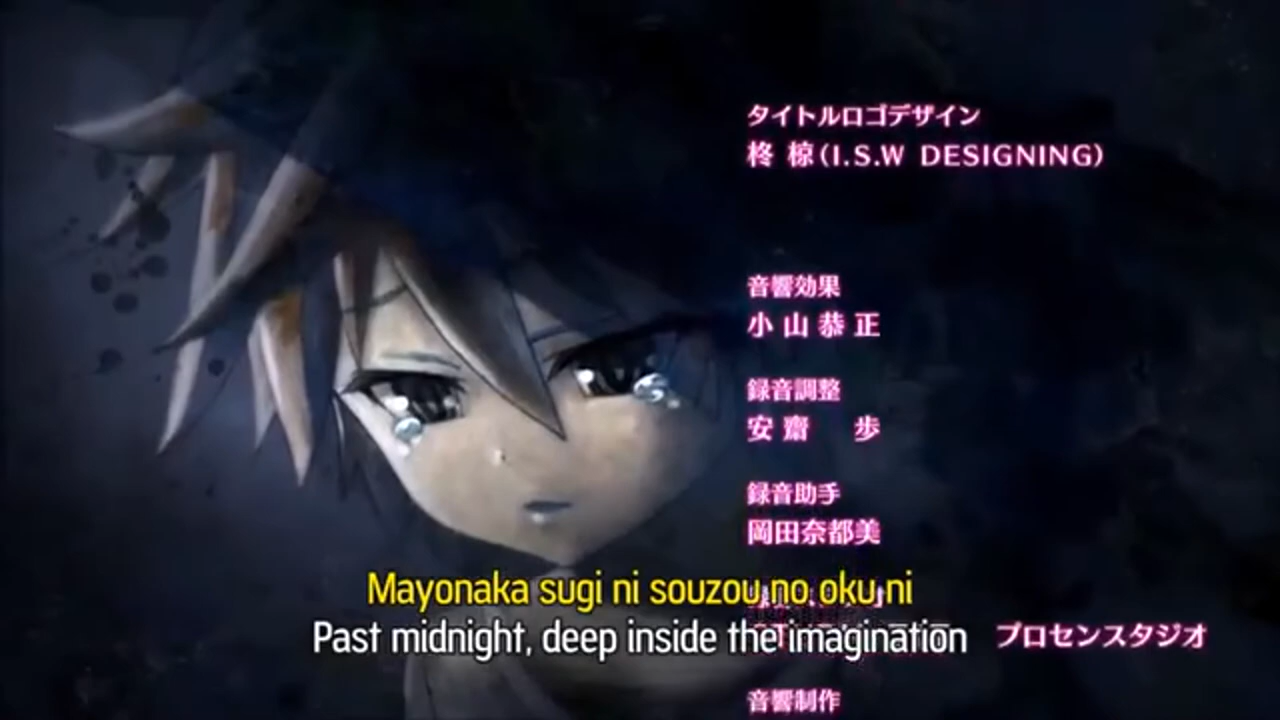 タイトルロゴデザイン
柊 椋(I.S.W DESIGNING)
音響効果
小山恭正
録音調整
安齋 歩
録音助手
岡田奈都美
Mayonaka sugi ni souzou no oku ni
Past midnight, deep inside the imagination
プロセンスタジオ
音響制作